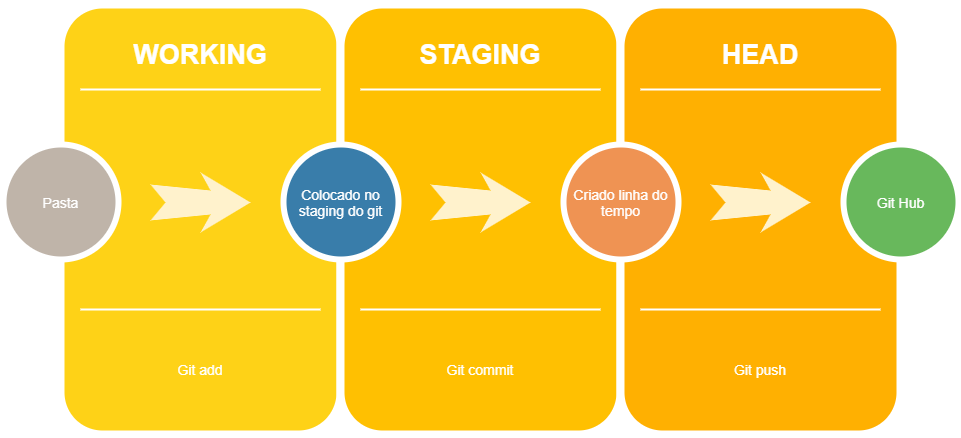 WORKING
STAGING
HEAD
Pasta
Colocado no
staging do git
Criado linha do
tempo
Git Hub
Git add
Git commit
Git push